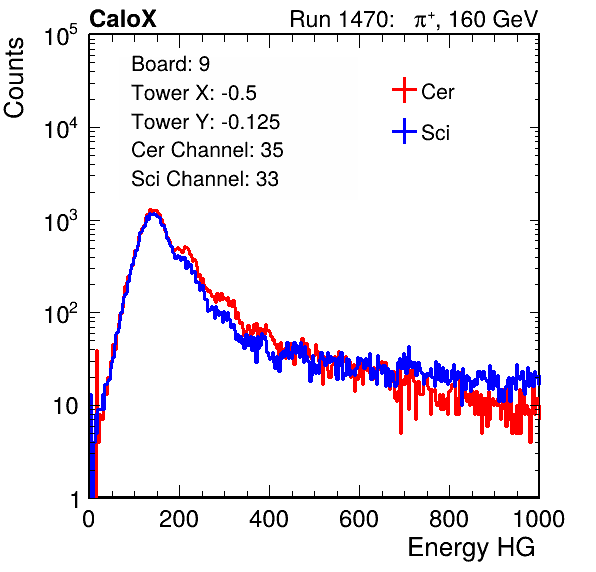 CaloX Run 1470: π⁺, 160 GeV
Counts
10⁵
10⁴
10³
10²
10
1
Board: 9
Tower X: -0.5
Tower Y: -0.125
Cer Channel: 35
Sci Channel: 33
Cer
Sci
0 200 400 600 800 1000
Energy HG